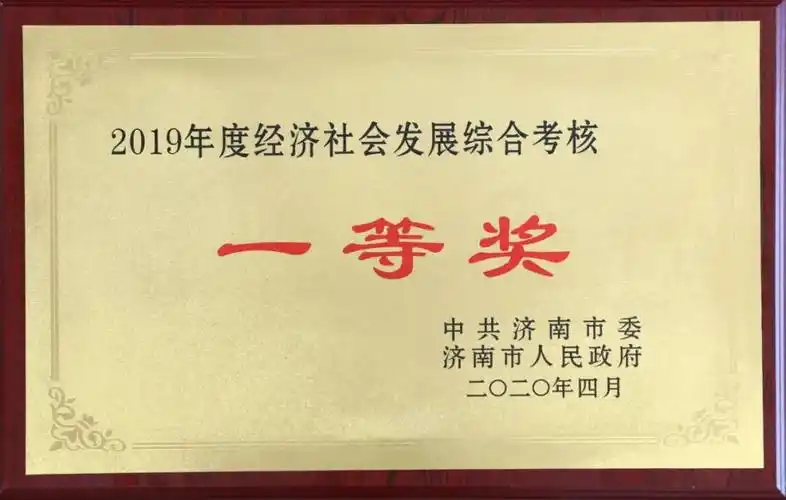 2019年度经济社会发展综合考核
一等奖
中共济南市委
济南市人民政府
二〇二〇年四月